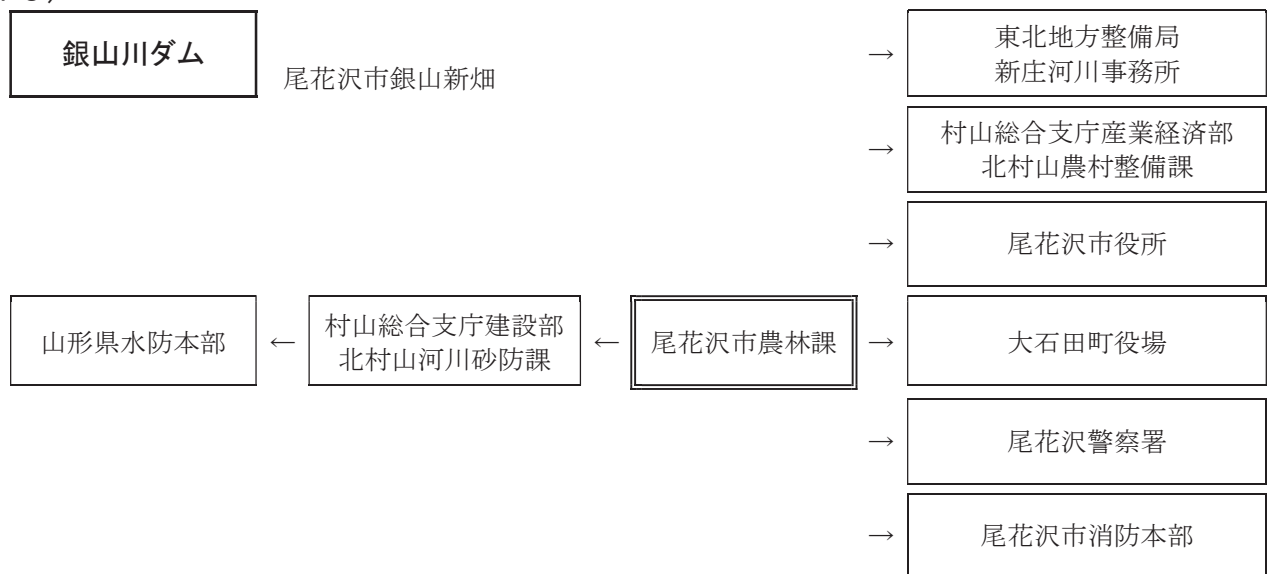 銀山川ダム
尾花沢市銀山新畑
→
東北地方整備局
新庄河川事務所
→
村山総合支庁産業経済部
北村山農村整備課
→
尾花沢市役所
山形県水防本部
←
村山総合支庁建設部
北村山河川砂防課
←
尾花沢市農林課
→
大石田町役場
→
尾花沢警察署
→
尾花沢市消防本部